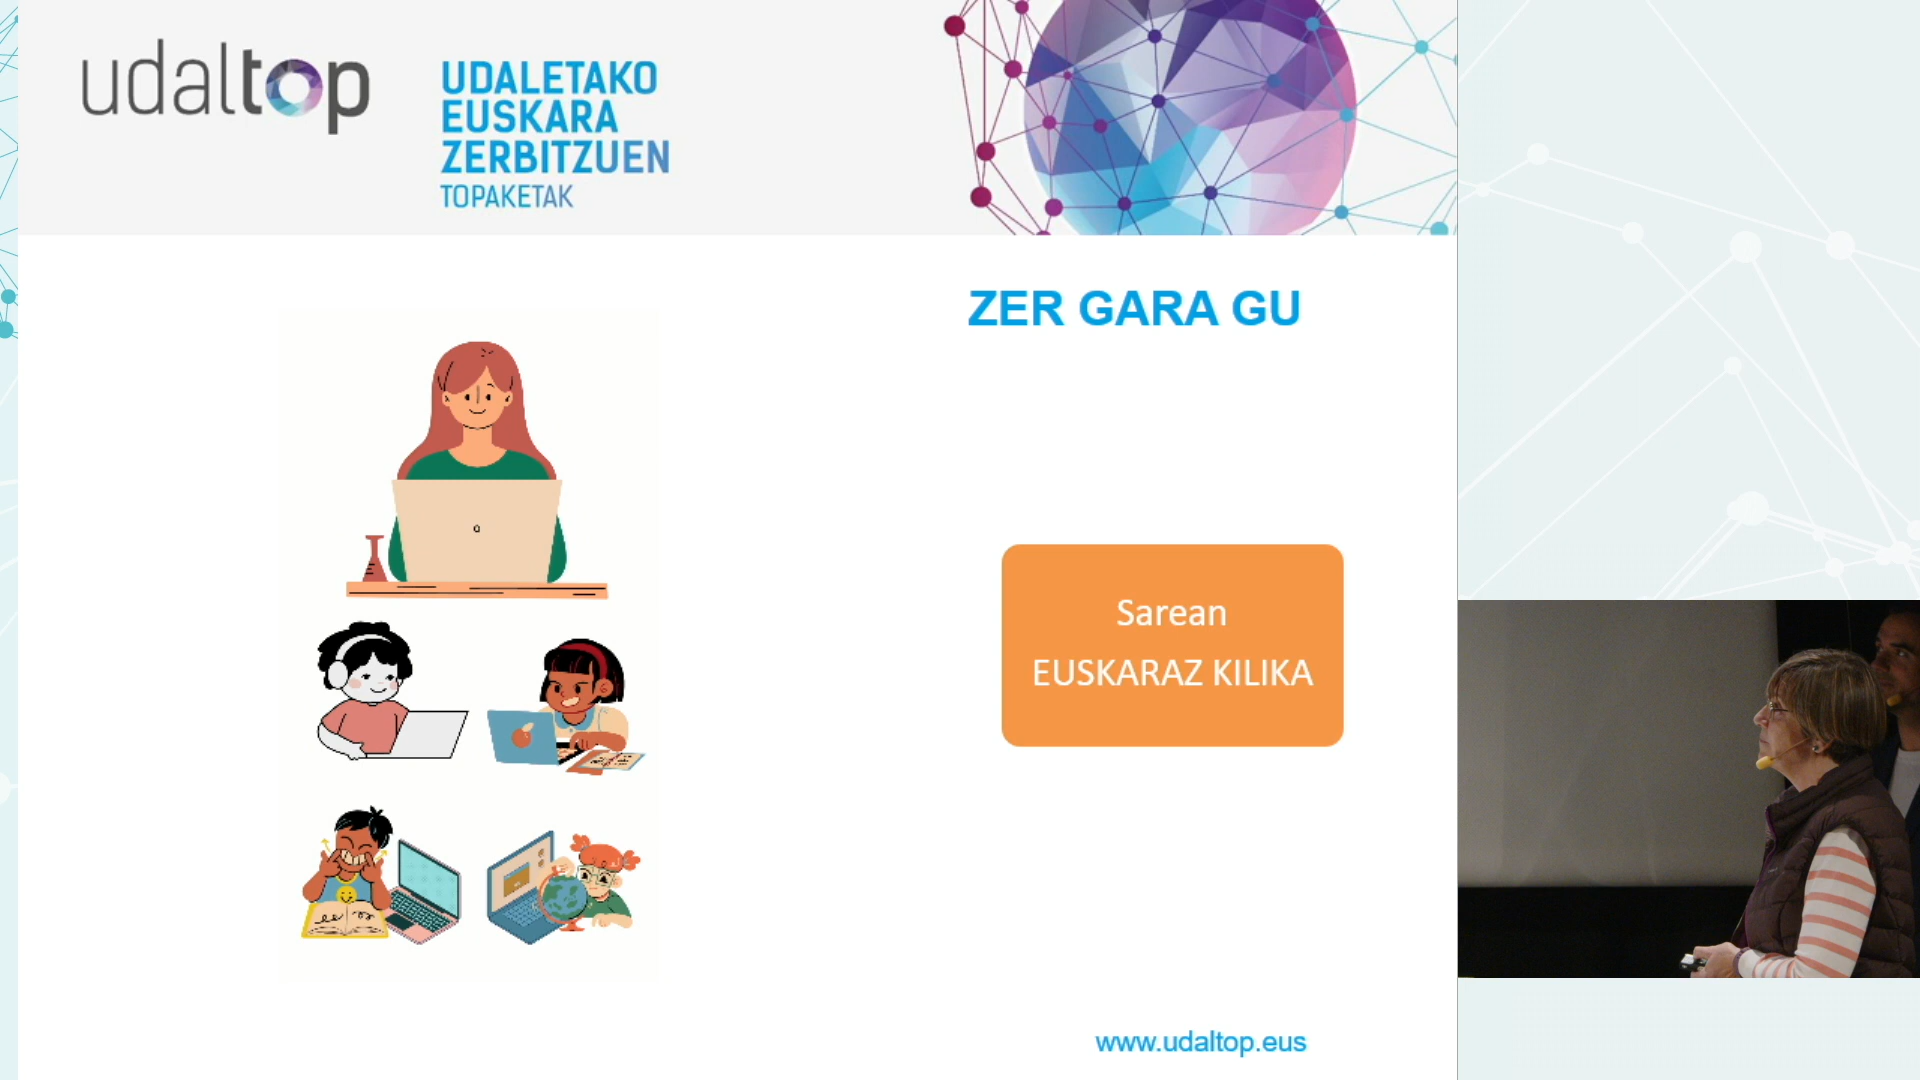 udaltop
UDALETAKO
EUSKARA
ZERBITZUEN
TOPAKETAK
ZER GARA GU
Sarean
EUSKARAZ KILIKA
www.udaltop.eus